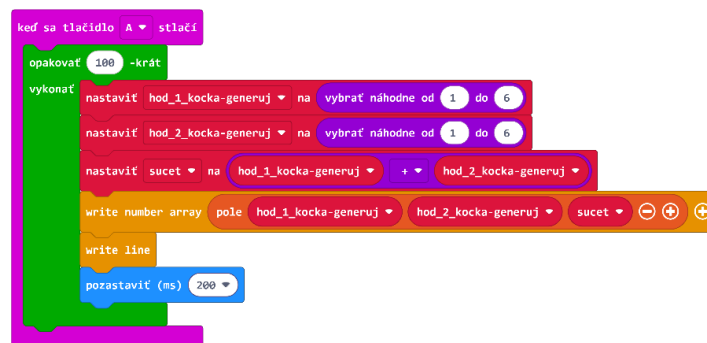 keď sa tlačidlo A stlačí
opakovať 100 -krát
vykonať
nastaviť hod_1_kocka-generuj na vybrať náhodne od 1 do 6
nastaviť hod_2_kocka-generuj na vybrať náhodne od 1 do 6
nastaviť sucet na hod_1_kocka-generuj + hod_2_kocka-generuj
write number array pole hod_1_kocka-generuj hod_2_kocka-generuj sucet
write line
pozastaviť (ms) 200